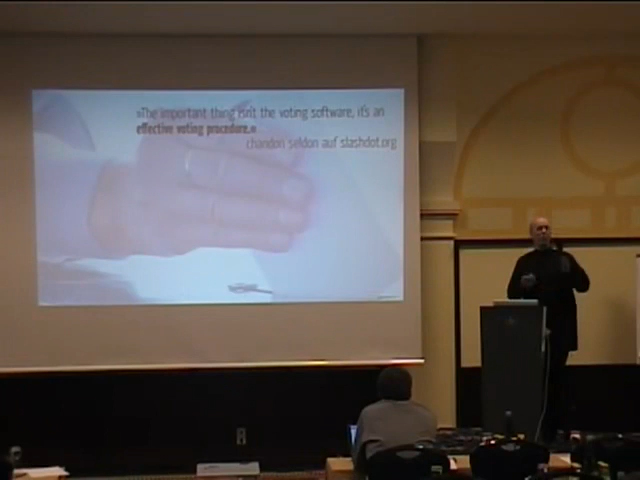 »The important thing isn't the voting software, it's an
effective voting procedure.«
chandon seldon auf slashdot.org